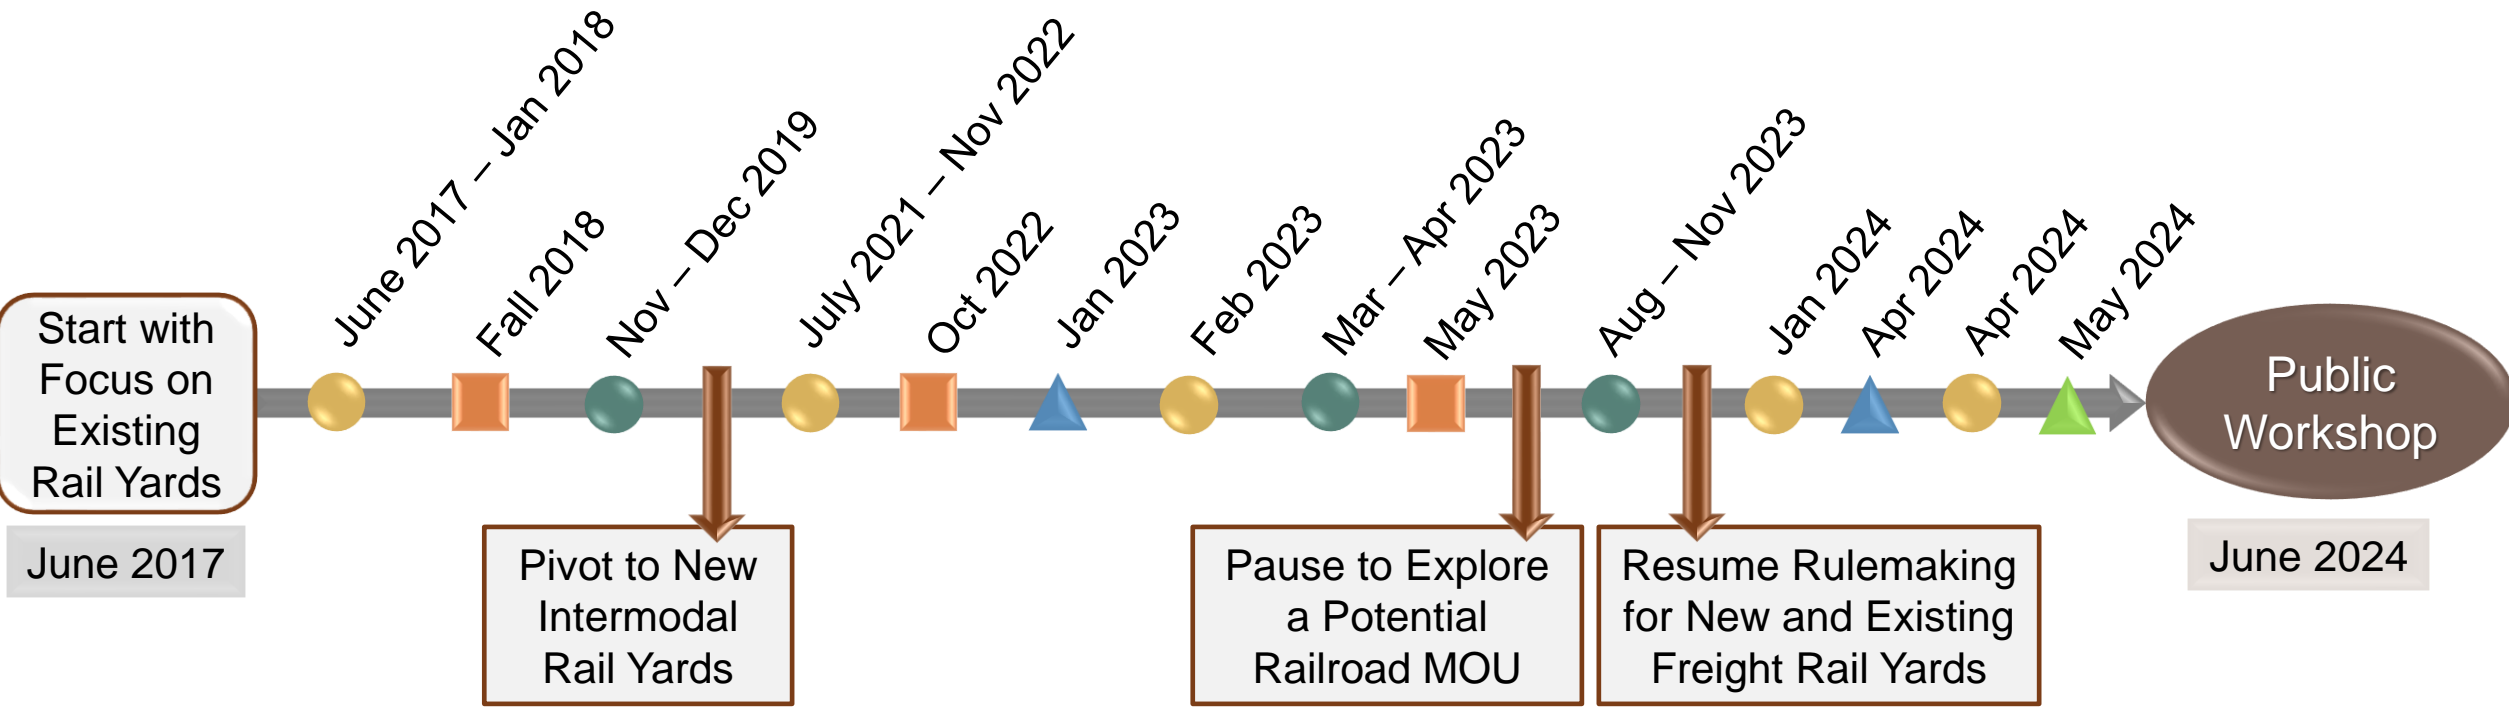 June 2017 – Jan 2018
Fall 2018
Nov – Dec 2019
July 2021 – Nov 2022
Oct 2022
Jan 2023
Feb 2023
Mar – Apr 2023
May 2023
Aug – Nov 2023
Jan 2024
Apr 2024
Apr 2024
May 2024
Start with
Focus on
Existing
Rail Yards
June 2017
Pivot to New
Intermodal
Rail Yards
Pause to Explore
a Potential
Railroad MOU
Resume Rulemaking
for New and Existing
Freight Rail Yards
Public
Workshop
June 2024